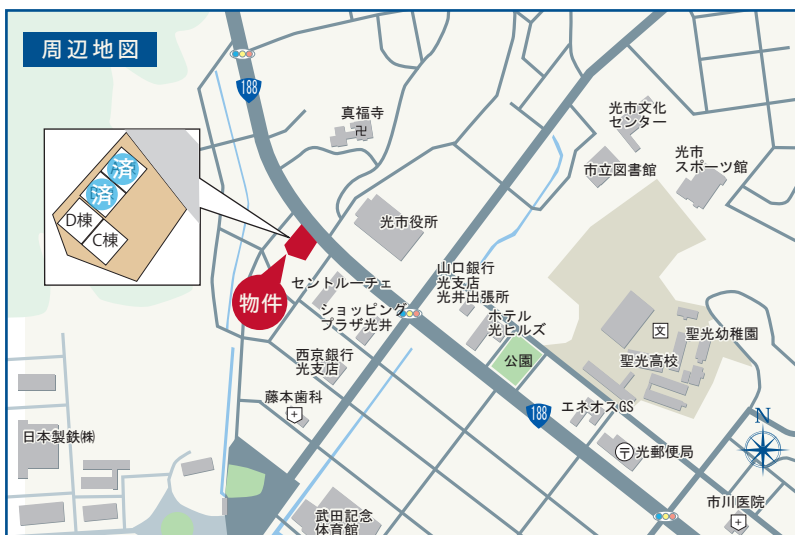 周辺地図
188
真福寺
光市文化
センター
市立図書館
光市
スポーツ館
済
済
D棟
C棟
光市役所
物件
セントルーチェ
ショッピング
プラザ光井
山口銀行
光支店
光井出張所
ホテル
光ヒルズ
公園
西京銀行
光支店
藤本歯科
日本製鉄㈱
武田記念
体育館
文
聖光幼稚園
聖光高校
エネオスGS
188
〒光郵便局
市川医院
N